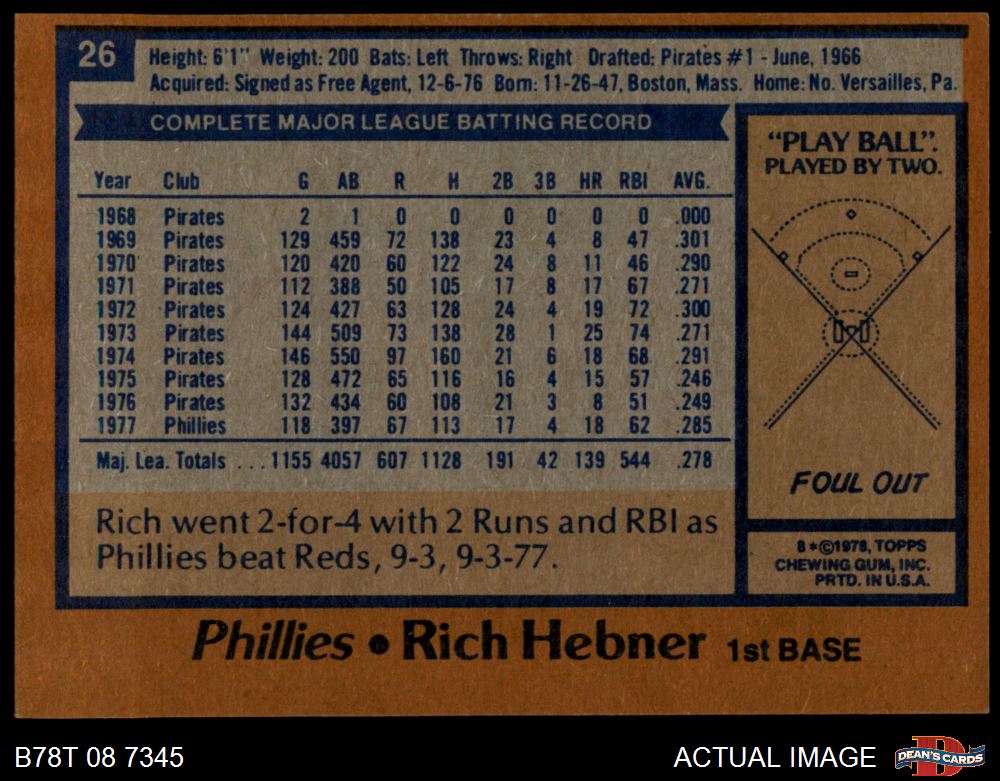 26
Height: 6'1" Weight: 200 Bats: Left Throws: Right Drafted: Pirates #1 - June, 1966
Acquired: Signed as Free Agent, 12-6-76 Born: 11-26-47, Boston, Mass. Home: No. Versailles, Pa.
COMPLETE MAJOR LEAGUE BATTING RECORD
Year Club G AB R H 2B 3B HR RBI AVG.
1968 Pirates 2 1 0 0 0 0 0 0 .000
1969 Pirates 129 459 72 138 23 4 8 47 .301
1970 Pirates 120 420 60 122 24 8 11 46 .290
1971 Pirates 112 388 50 105 17 8 17 67 .271
1972 Pirates 124 427 63 128 24 4 19 72 .300
1973 Pirates 144 509 73 138 28 1 25 74 .271
1974 Pirates 146 550 97 160 21 6 18 68 .291
1975 Pirates 128 472 65 116 16 4 15 57 .246
1976 Pirates 132 434 60 108 21 3 8 51 .249
1977 Phillies 118 397 67 113 17 4 18 62 .285
Maj. Lea. Totals ...1155 4057 607 1128 191 42 139 544 .278
Rich went 2-for-4 with 2 Runs and RBI as
Phillies beat Reds, 9-3, 9-3-77.
"PLAY BALL".
PLAYED BY TWO.
FOUL OUT
B*©1978, TOPPS
CHEWING GUM, INC.
PRTD. IN U.S.A.
Phillies • Rich Hebner 1st BASE
B78T 08 7345
ACTUAL IMAGE
D
DEAN'S CARDS